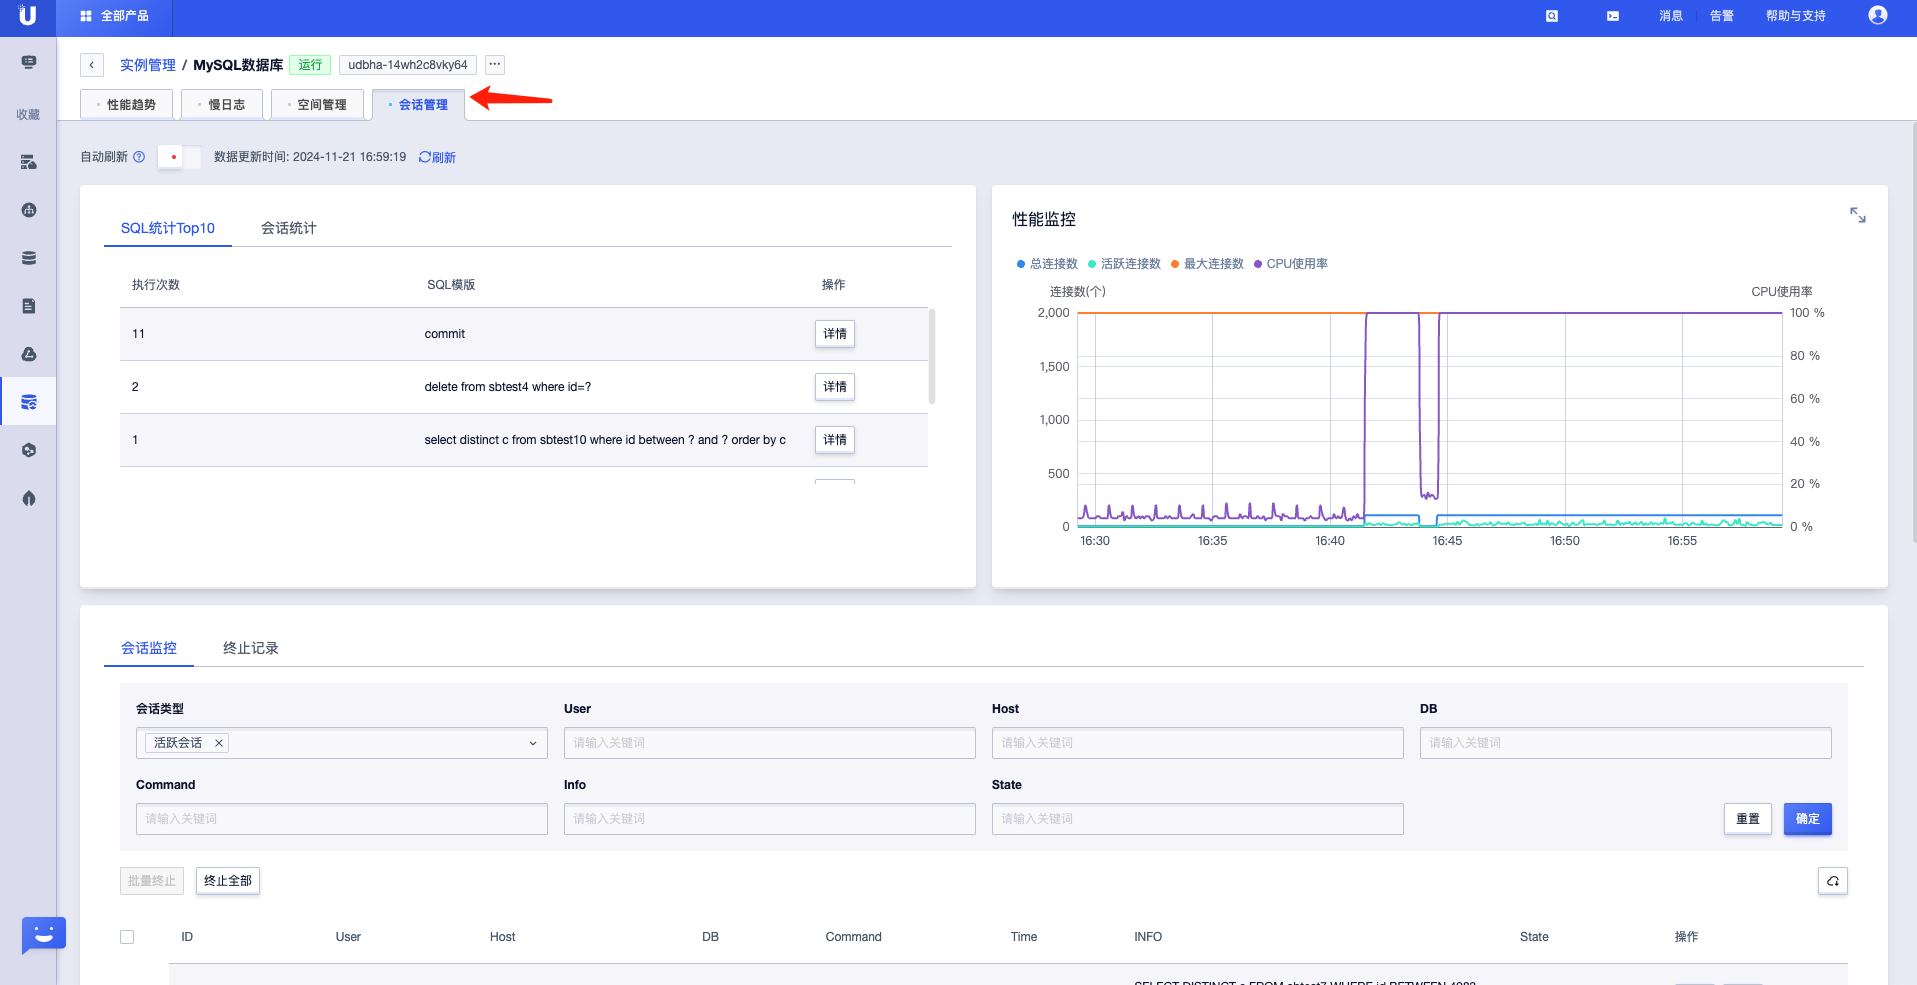 全部产品
消息
告警
帮助与支持
实例管理 / MySQL数据库 运行 udbha-14wh2c8vky64 ···
收藏
性能趋势
慢日志
空间管理
会话管理
自动刷新 数据更新时间: 2024-11-21 16:59:19 刷新
SQL统计Top10 会话统计
执行次数 SQL模版 操作
11 commit 详情
2 delete from sbtest4 where id=? 详情
1 select distinct c from sbtest10 where id between ? and ? order by c 详情
性能监控
总连接数 活跃连接数 最大连接数 CPU使用率
连接数(个) CPU使用率
2,000 100 %
80 %
1,500
60 %
1,000
40 %
500
20 %
0 0 %
16:30 16:35 16:40 16:45 16:50 16:55
会话监控 终止记录
会话类型 User Host DB
活跃会话 请输入关键词 请输入关键词 请输入关键词
Command Info State
请输入关键词 请输入关键词 请输入关键词 重置 确定
批量终止 终止全部
ID User Host DB Command Time INFO State 操作